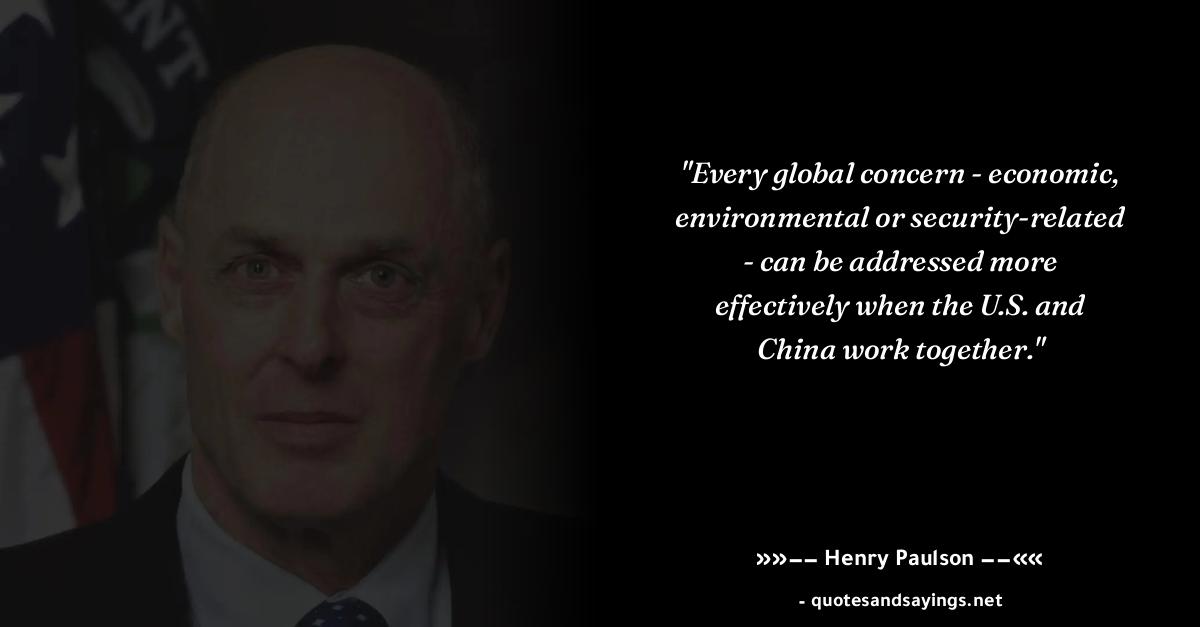 NT
"Every global concern - economic,
environmental or security-related
- can be addressed more
effectively when the U.S. and
China work together."
»»−− Henry Paulson −−««
- quotesandsayings.net